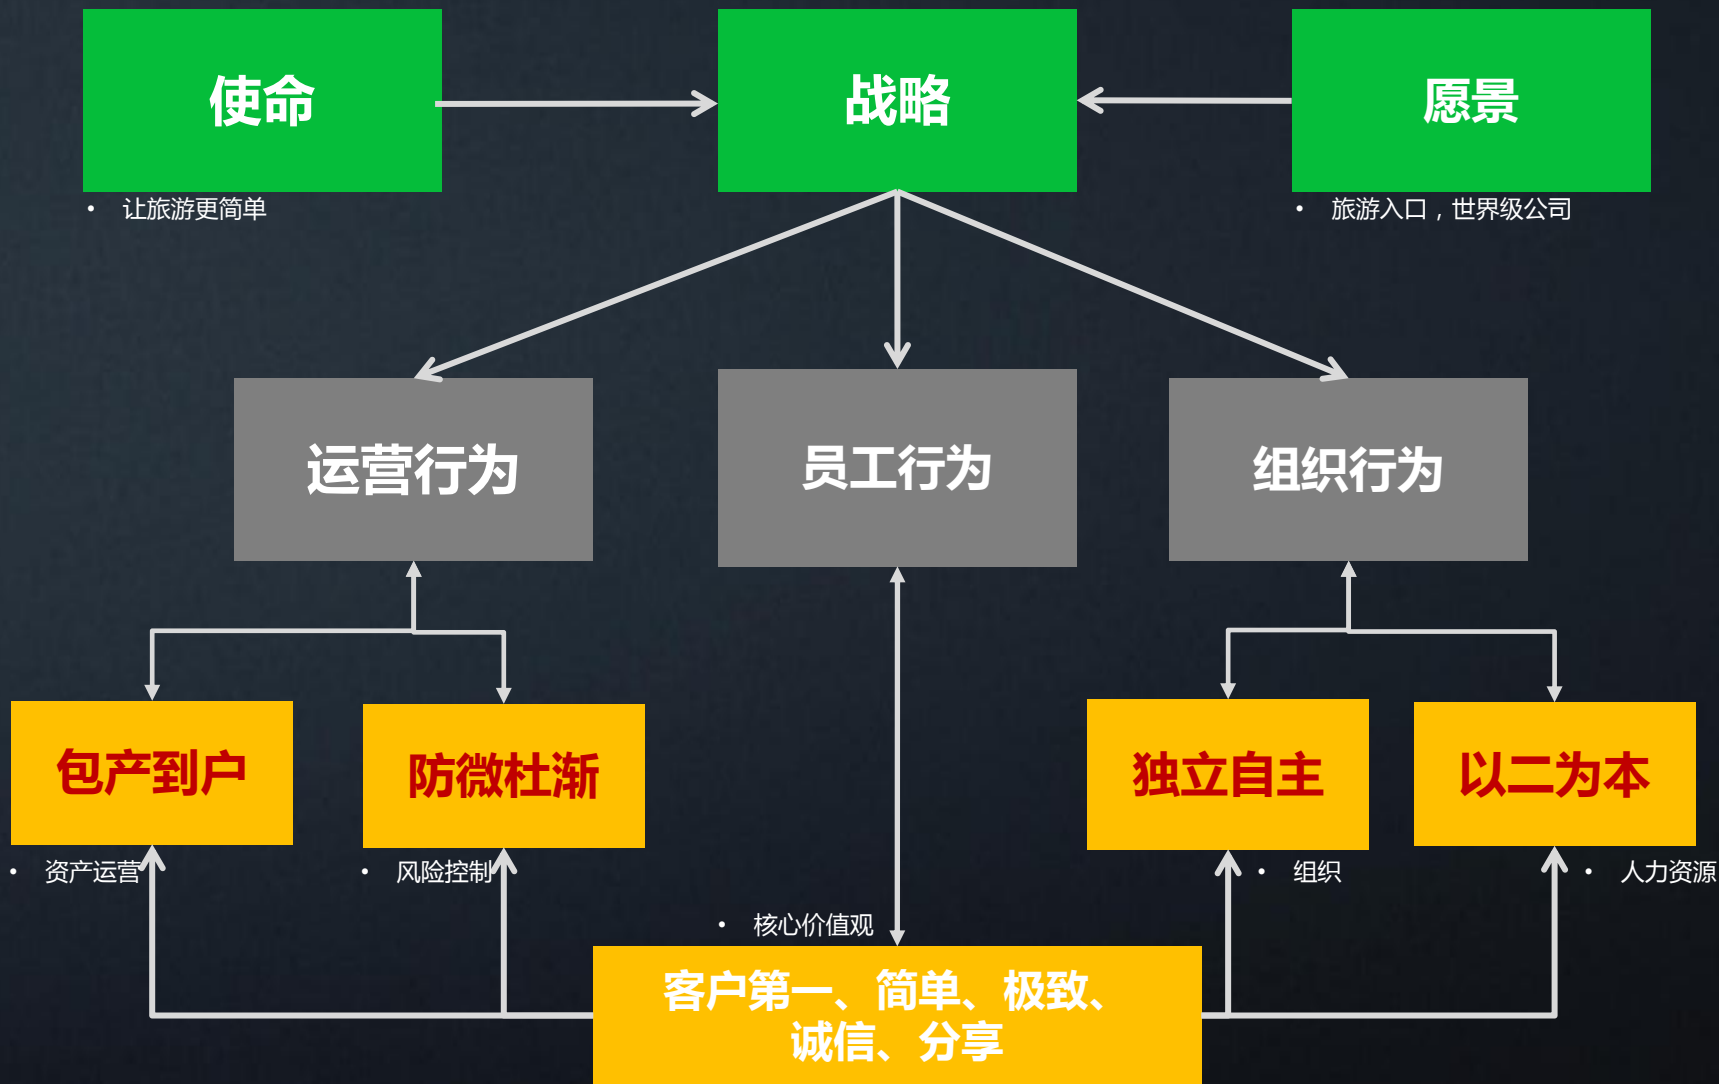 使命
战略
愿景
• 让旅游更简单
• 旅游入口，世界级公司
运营行为
员工行为
组织行为
包产到户
防微杜渐
独立自主
以二为本
• 资产运营
• 风险控制
• 组织
• 人力资源
• 核心价值观
客户第一、简单、极致、
诚信、分享